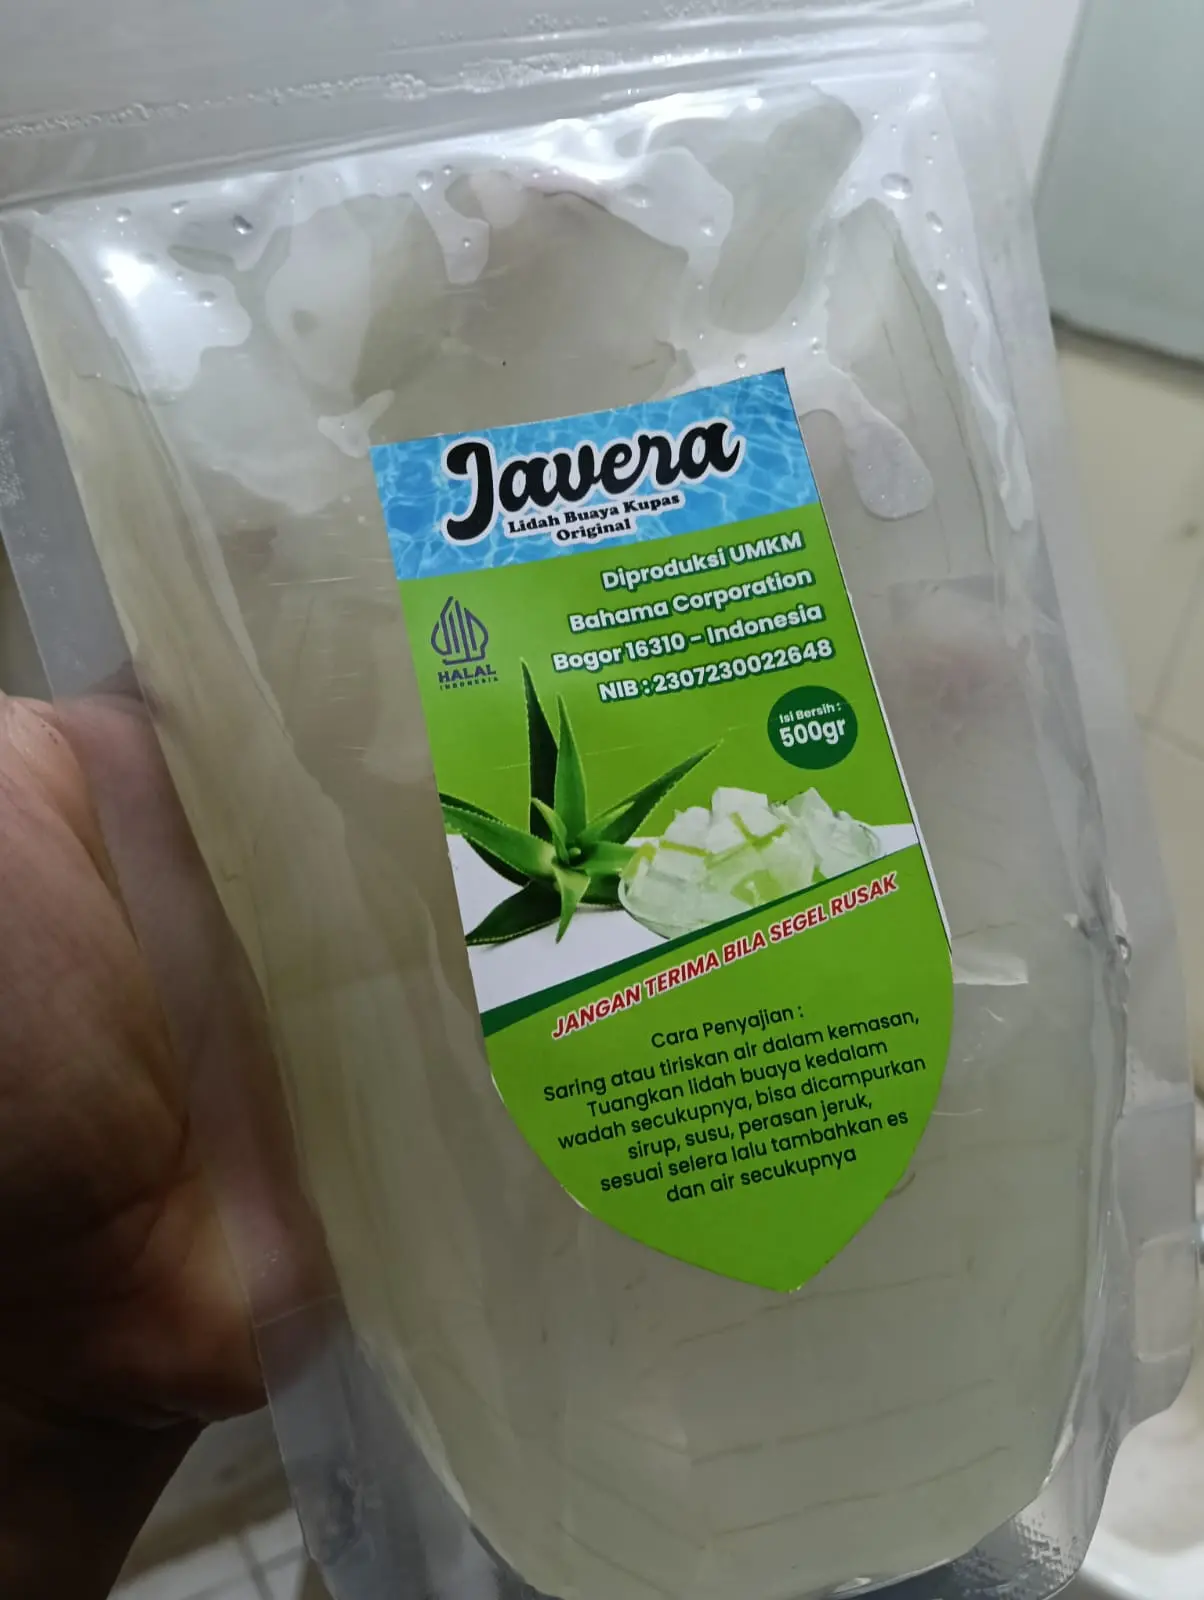 Javera
Lidah Buaya Kupas
Original
Diproduksi UMKM
Bahama Corporation
Bogor 16310 - Indonesia
NIB : 2307230022648
HALAL
INDONESIA
Isi Bersih :
500gr
JANGAN TERIMA BILA SEGEL RUSAK
Cara Penyajian :
Saring atau tiriskan air dalam kemasan,
Tuangkan lidah buaya kedalam
wadah secukupnya, bisa dicampurkan
sirup, susu, perasan jeruk,
sesuai selera lalu tambahkan es
dan air secukupnya